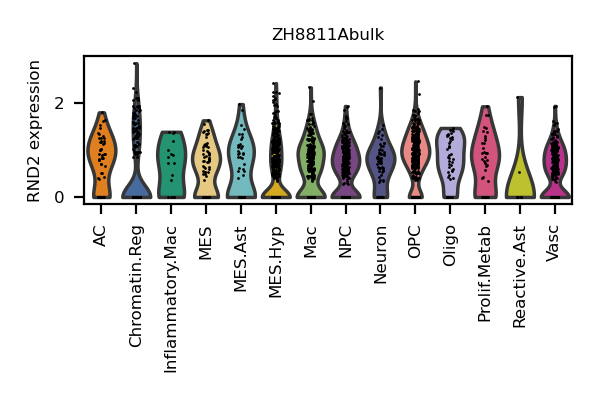 ZH8811Abulk
RND2 expression
2
0
AC
Chromatin.Reg
Inflammatory.Mac
MES
MES.Ast
MES.Hyp
Mac
NPC
Neuron
OPC
Oligo
Prolif.Metab
Reactive.Ast
Vasc